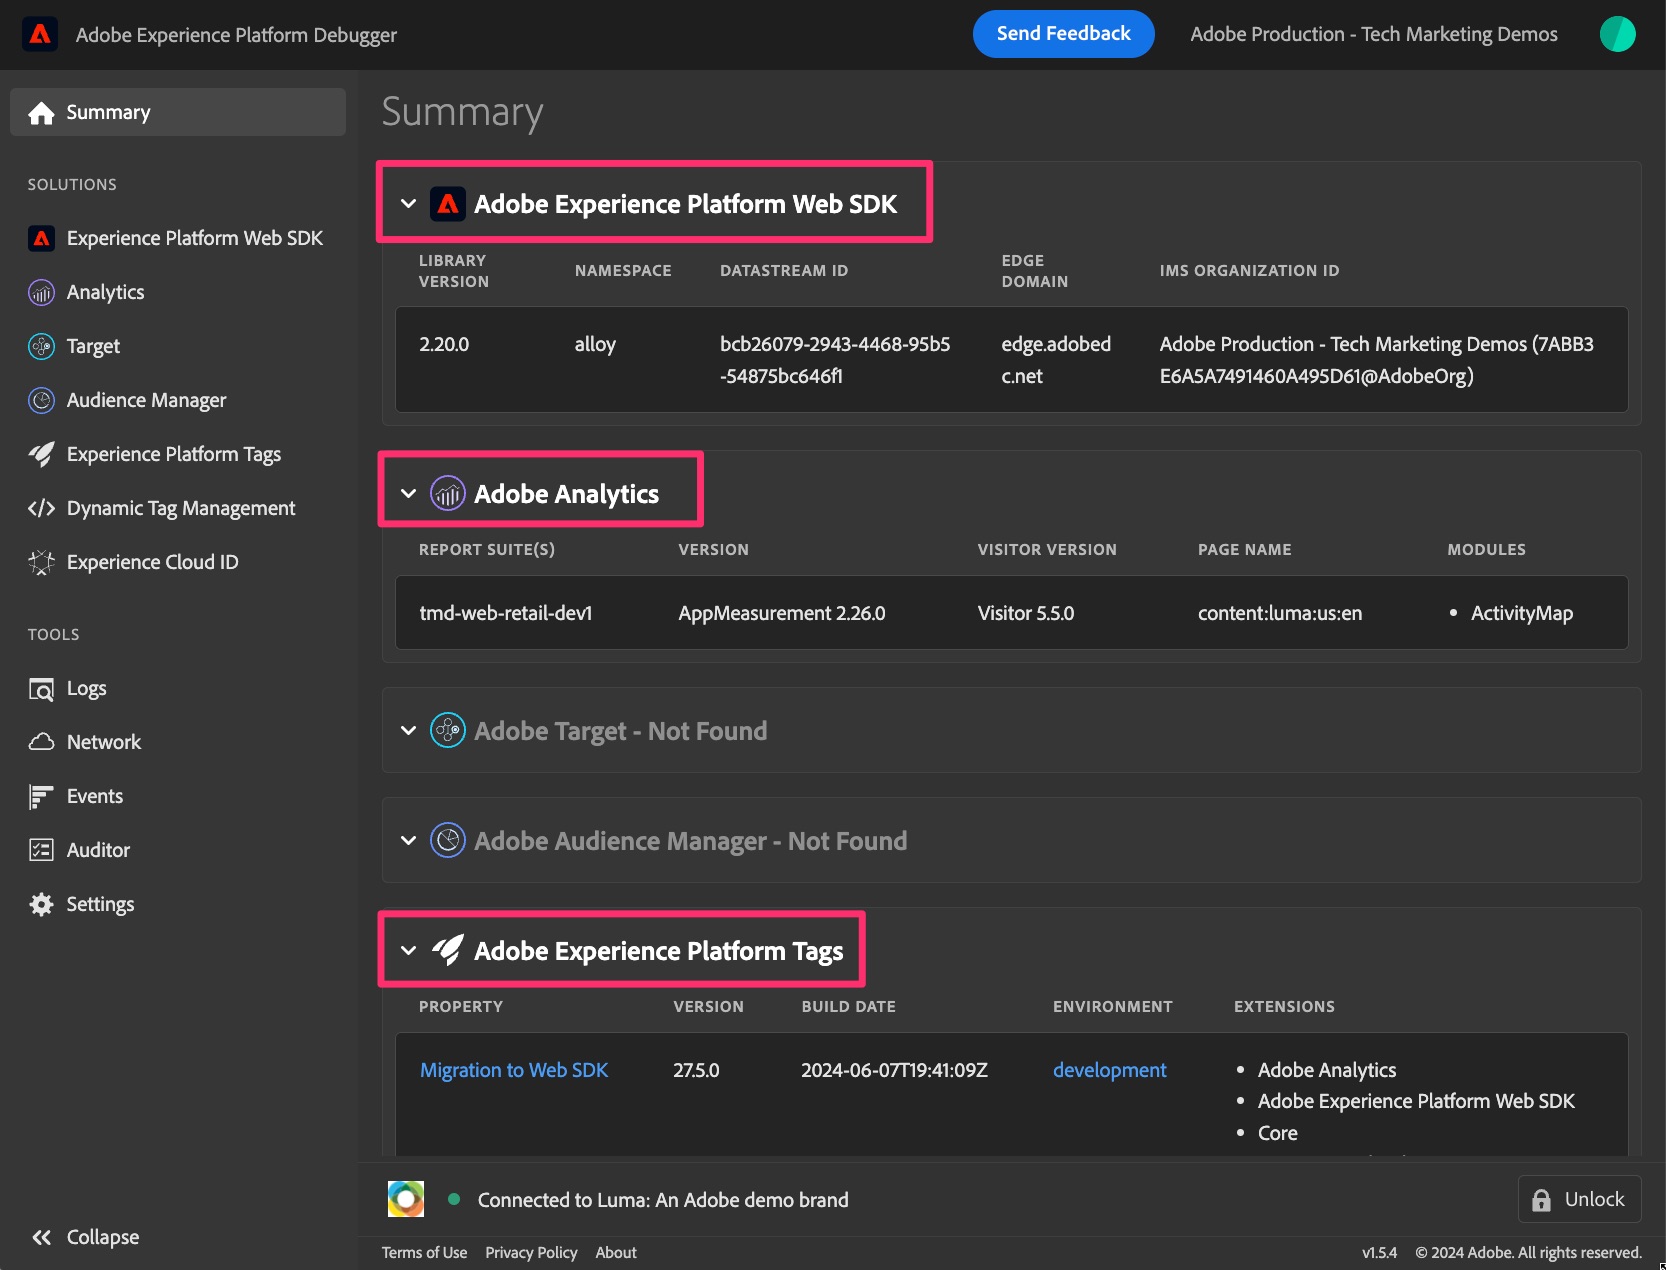 Adobe Experience Platform Debugger
Send Feedback
Adobe Production - Tech Marketing Demos
Summary
SOLUTIONS
Experience Platform Web SDK
Analytics
Target
Audience Manager
Experience Platform Tags
Dynamic Tag Management
Experience Cloud ID
TOOLS
Logs
Network
Events
Auditor
Settings
Collapse
Summary
Adobe Experience Platform Web SDK
LIBRARY VERSION
NAMESPACE
DATASTREAM ID
EDGE DOMAIN
IMS ORGANIZATION ID
2.20.0
alloy
bcb26079-2943-4468-95b5
-54875bc646f1
edge.adobed
c.net
Adobe Production - Tech Marketing Demos (7ABB3
E6A5A7491460A495D61@AdobeOrg)
Adobe Analytics
REPORT SUITE(S)
VERSION
VISITOR VERSION
PAGE NAME
MODULES
tmd-web-retail-dev1
AppMeasurement 2.26.0
Visitor 5.5.0
content:luma:us:en
• ActivityMap
Adobe Target - Not Found
Adobe Audience Manager - Not Found
Adobe Experience Platform Tags
PROPERTY
VERSION
BUILD DATE
ENVIRONMENT
EXTENSIONS
Migration to Web SDK
27.5.0
2024-06-07T19:41:09Z
development
• Adobe Analytics
• Adobe Experience Platform Web SDK
• Core
Connected to Luma: An Adobe demo brand
Unlock
Terms of Use
Privacy Policy
About
v1.5.4
© 2024 Adobe. All rights reserved.